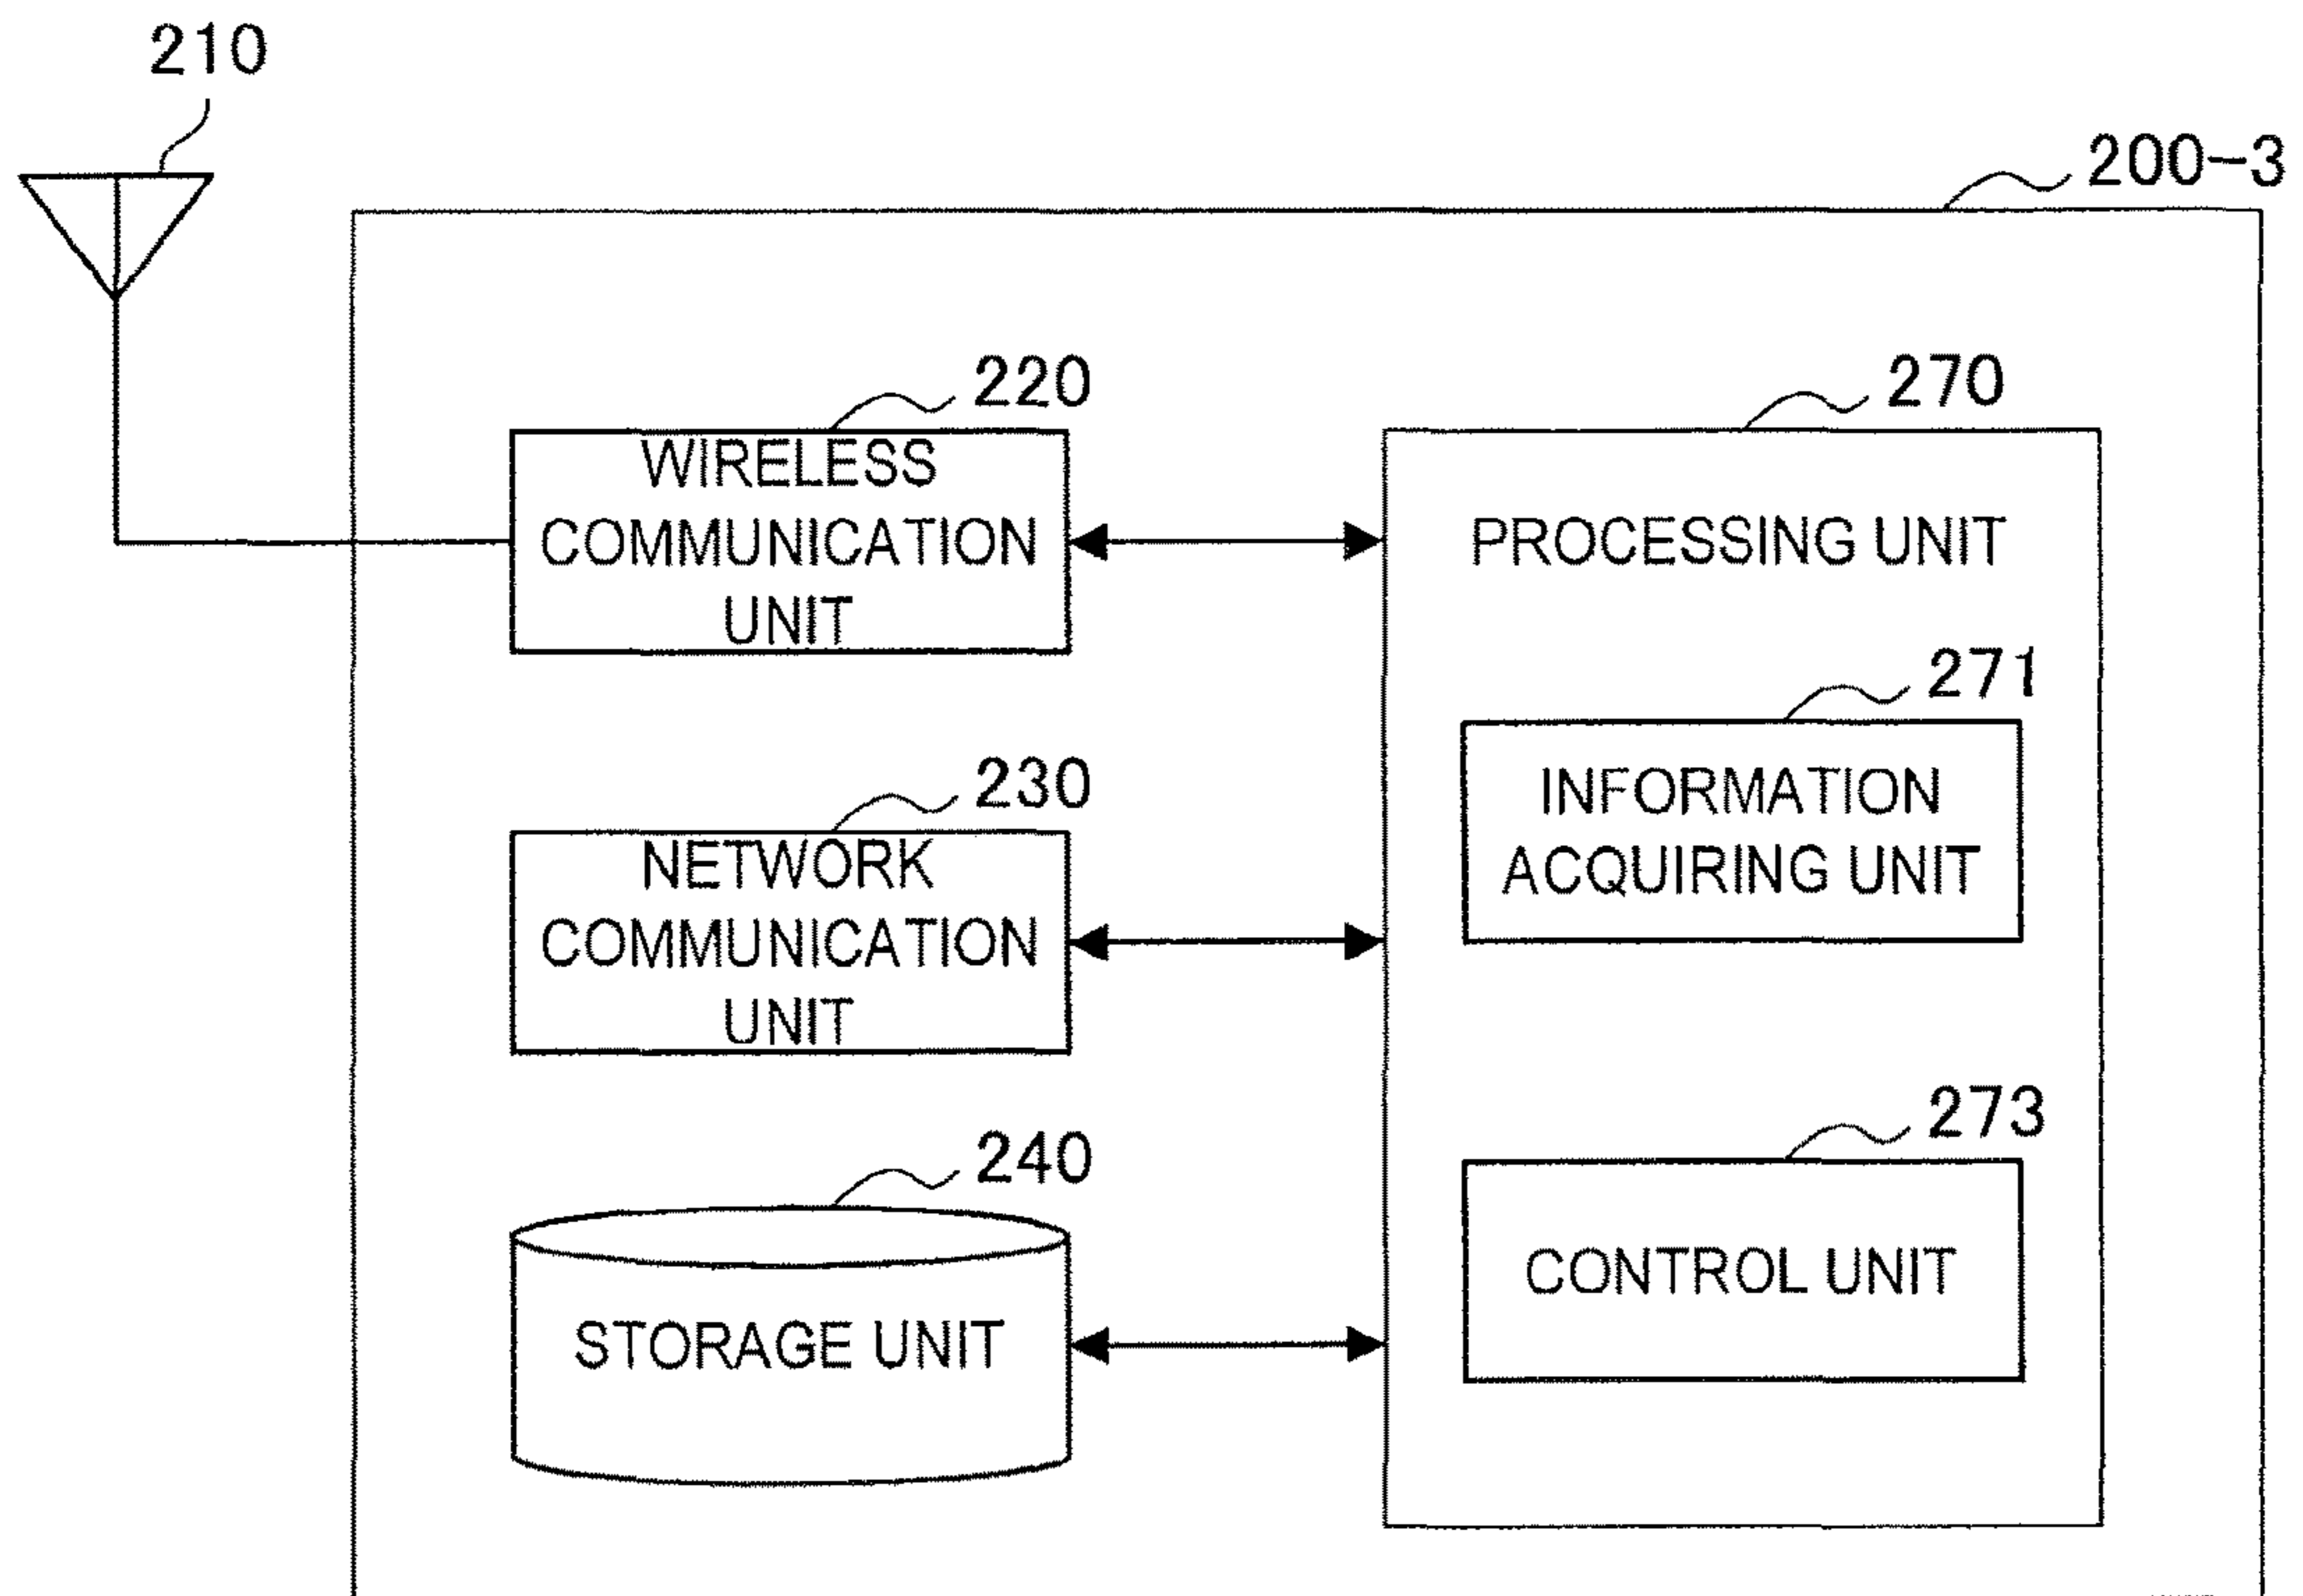 210
200-3
220
WIRELESS
COMMUNICATION
UNIT
270
PROCESSING UNIT
271
INFORMATION
ACQUIRING UNIT
230
NETWORK
COMMUNICATION
UNIT
273
CONTROL UNIT
240
STORAGE UNIT